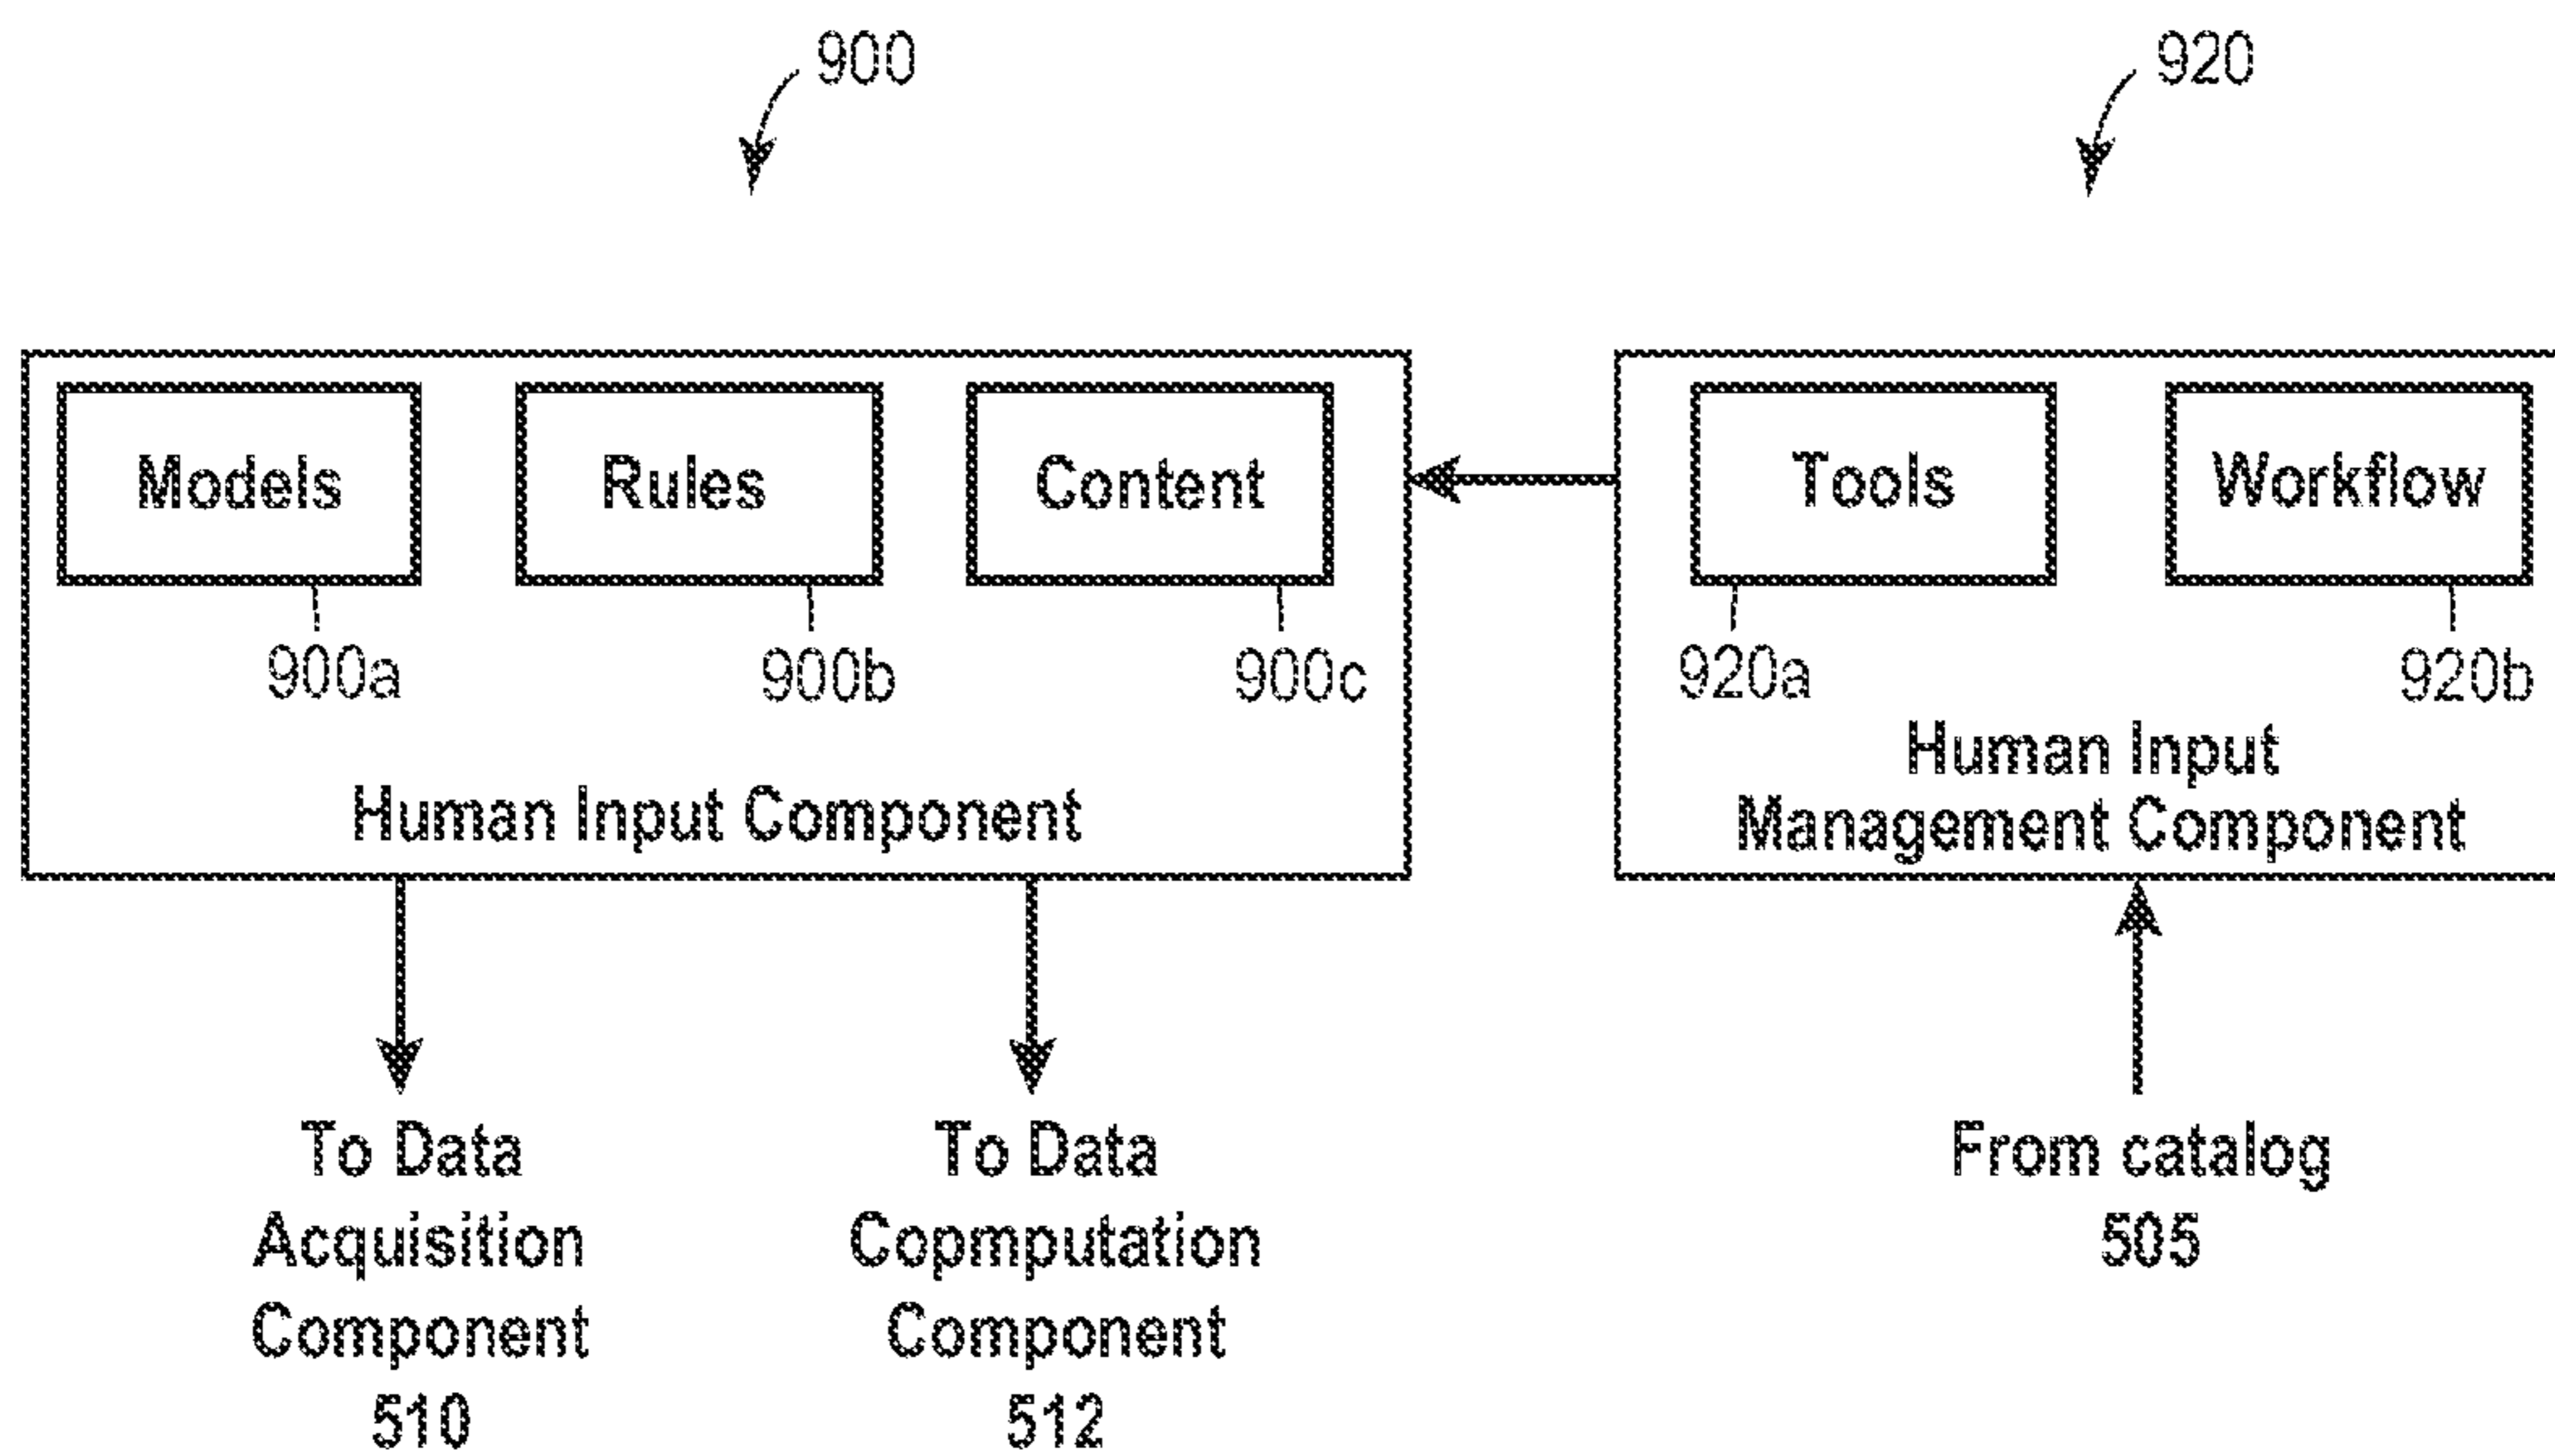 900
920
Models
Rules
Content
Tools
Workflow
900a
900b
900c
920a
920b
Human Input Component
Human Input
Management Component
To Data
Acquisition
Component
510
To Data
Copmputation
Component
512
From catalog
505